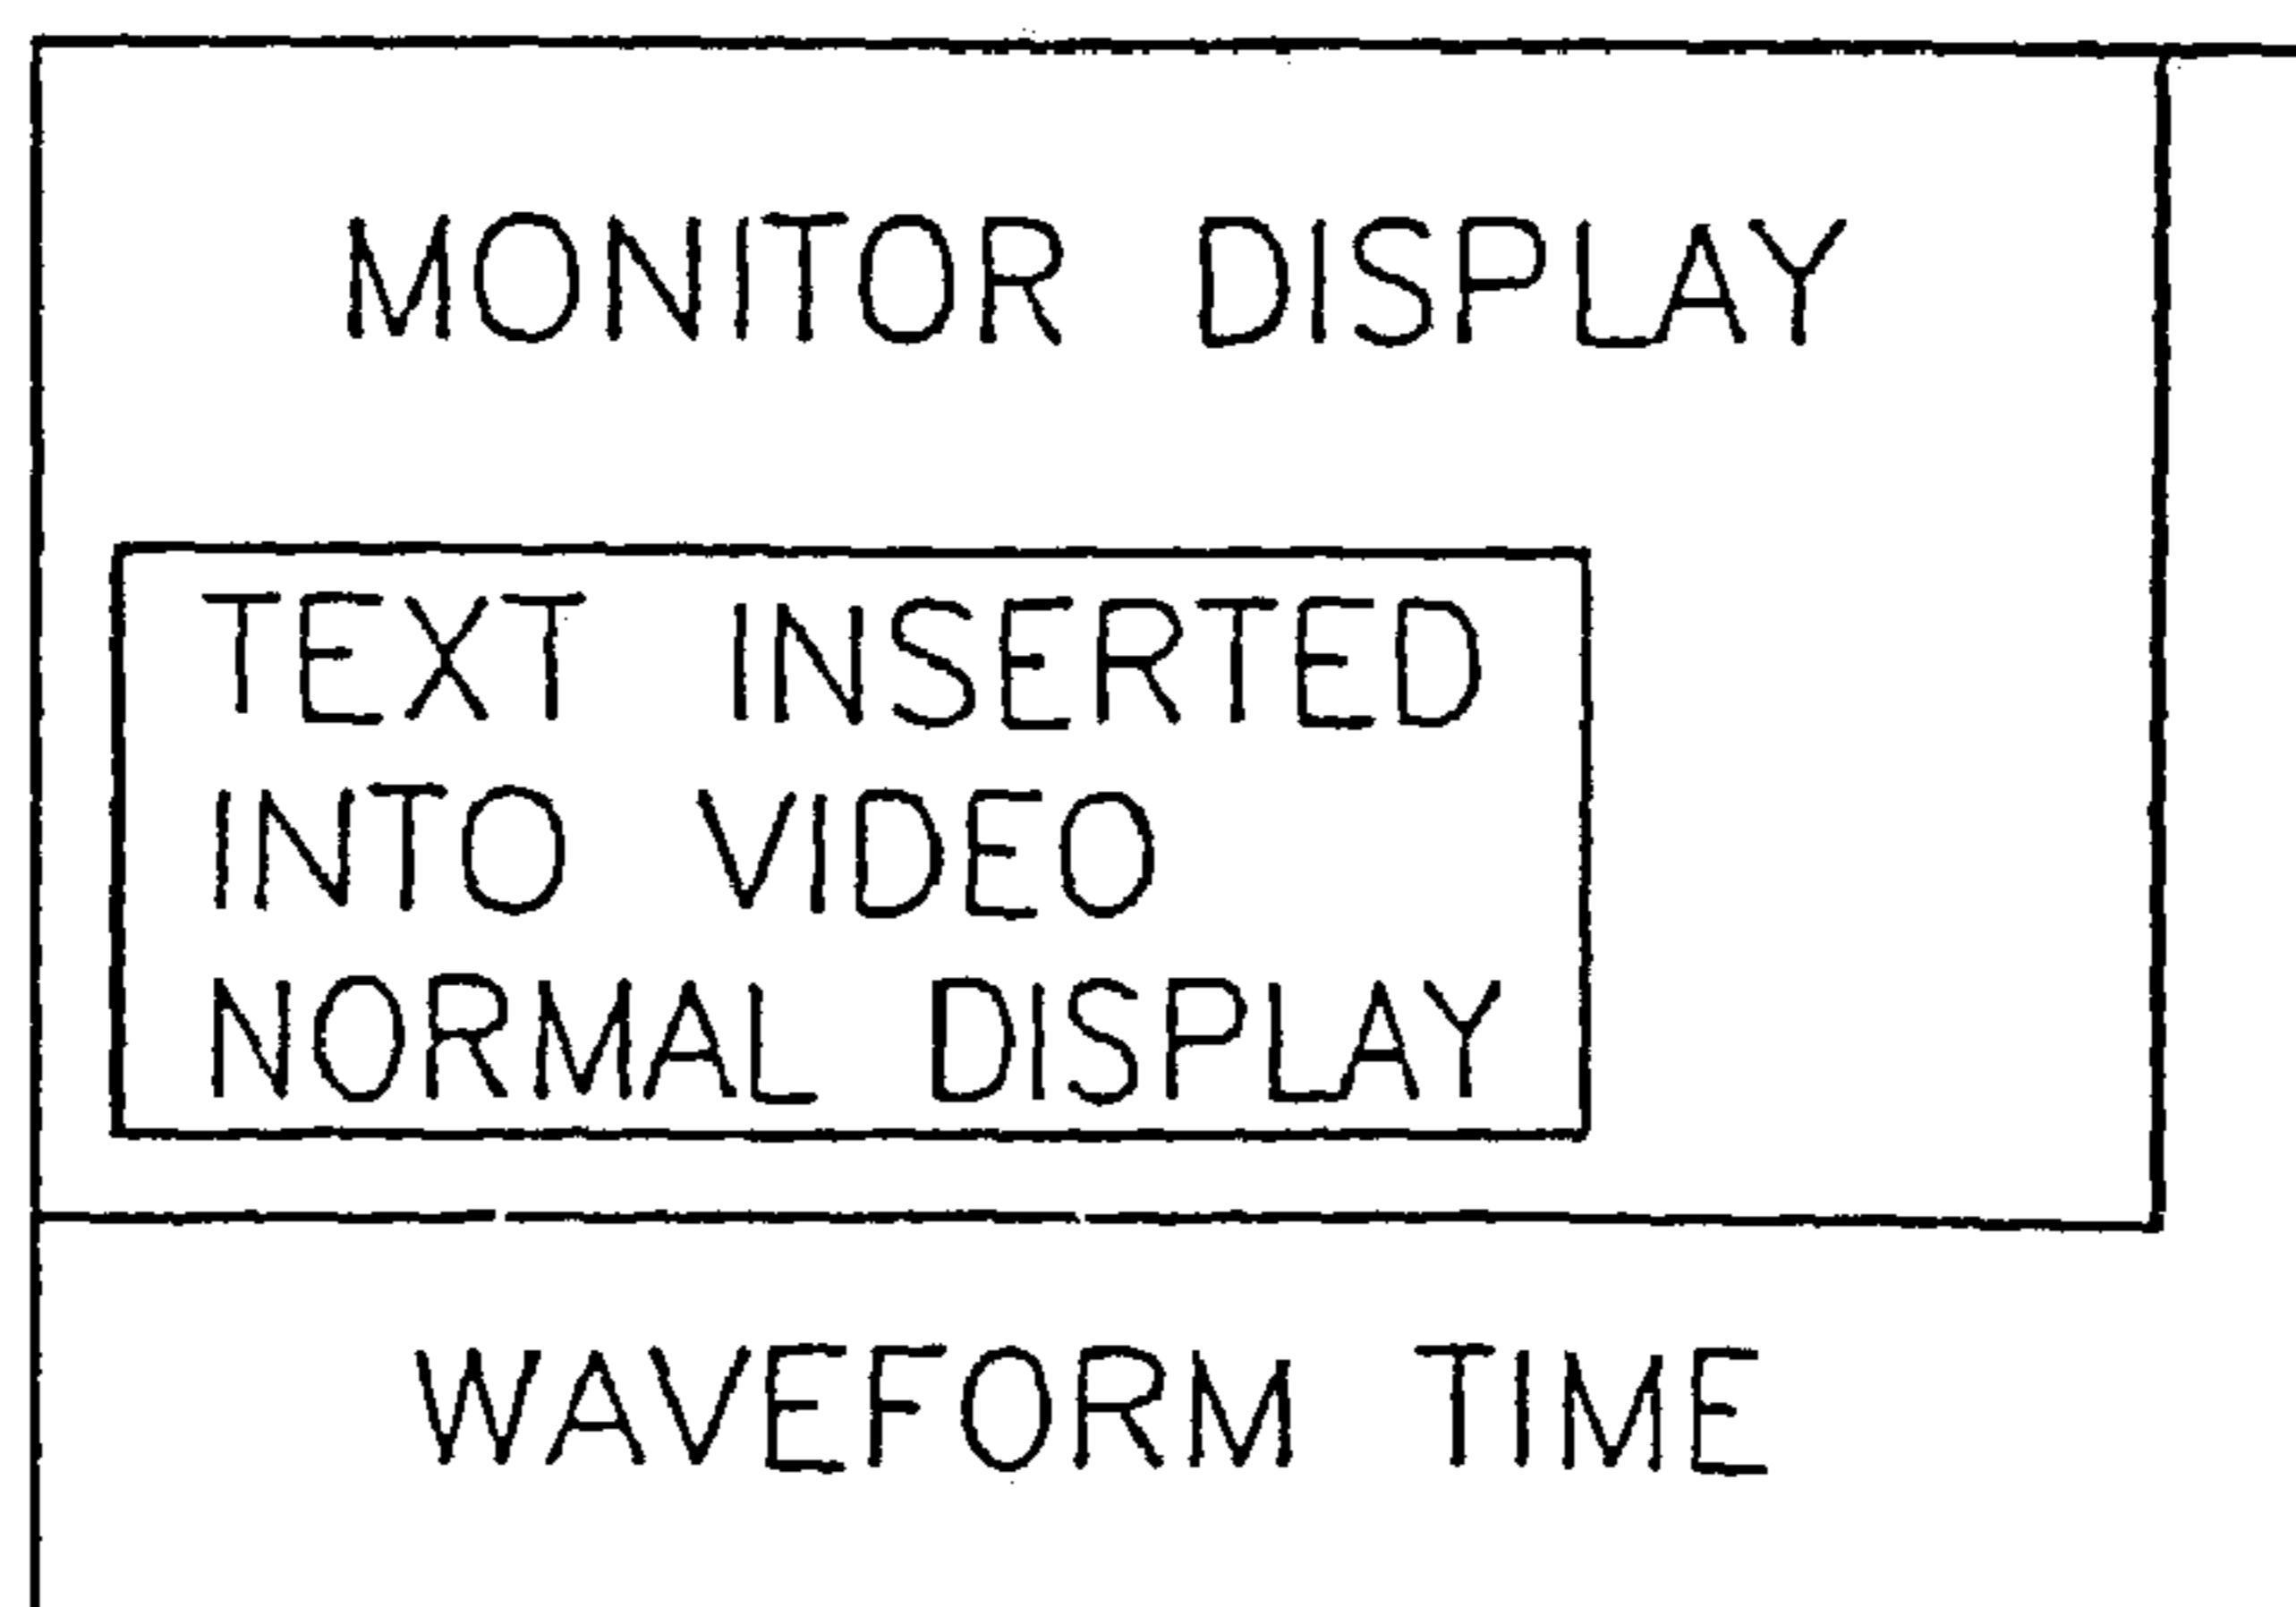 MONITOR DISPLAY
TEXT INSERTED
INTO VIDEO
NORMAL DISPLAY
WAVEFORM TIME